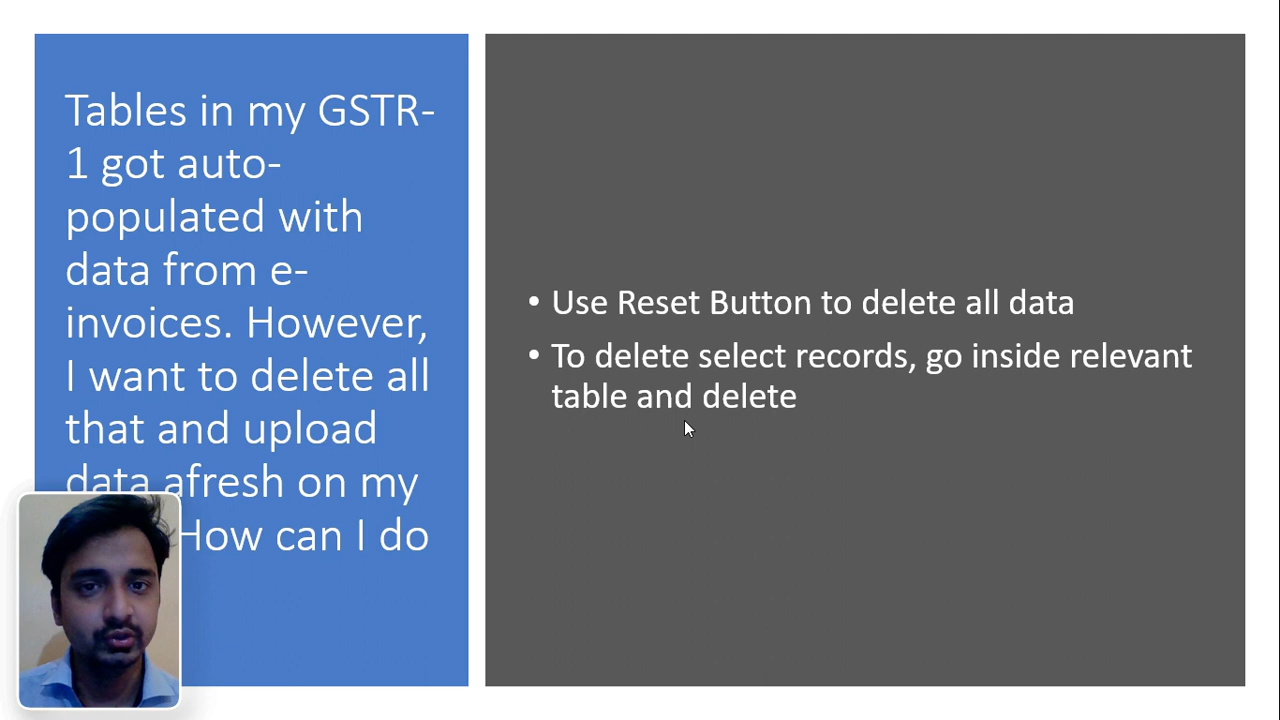 Tables in my GSTR-
1 got auto-
populated with
data from e-
invoices. However,
I want to delete all
that and upload
data afresh on my
How can I do
• Use Reset Button to delete all data
• To delete select records, go inside relevant
table and delete